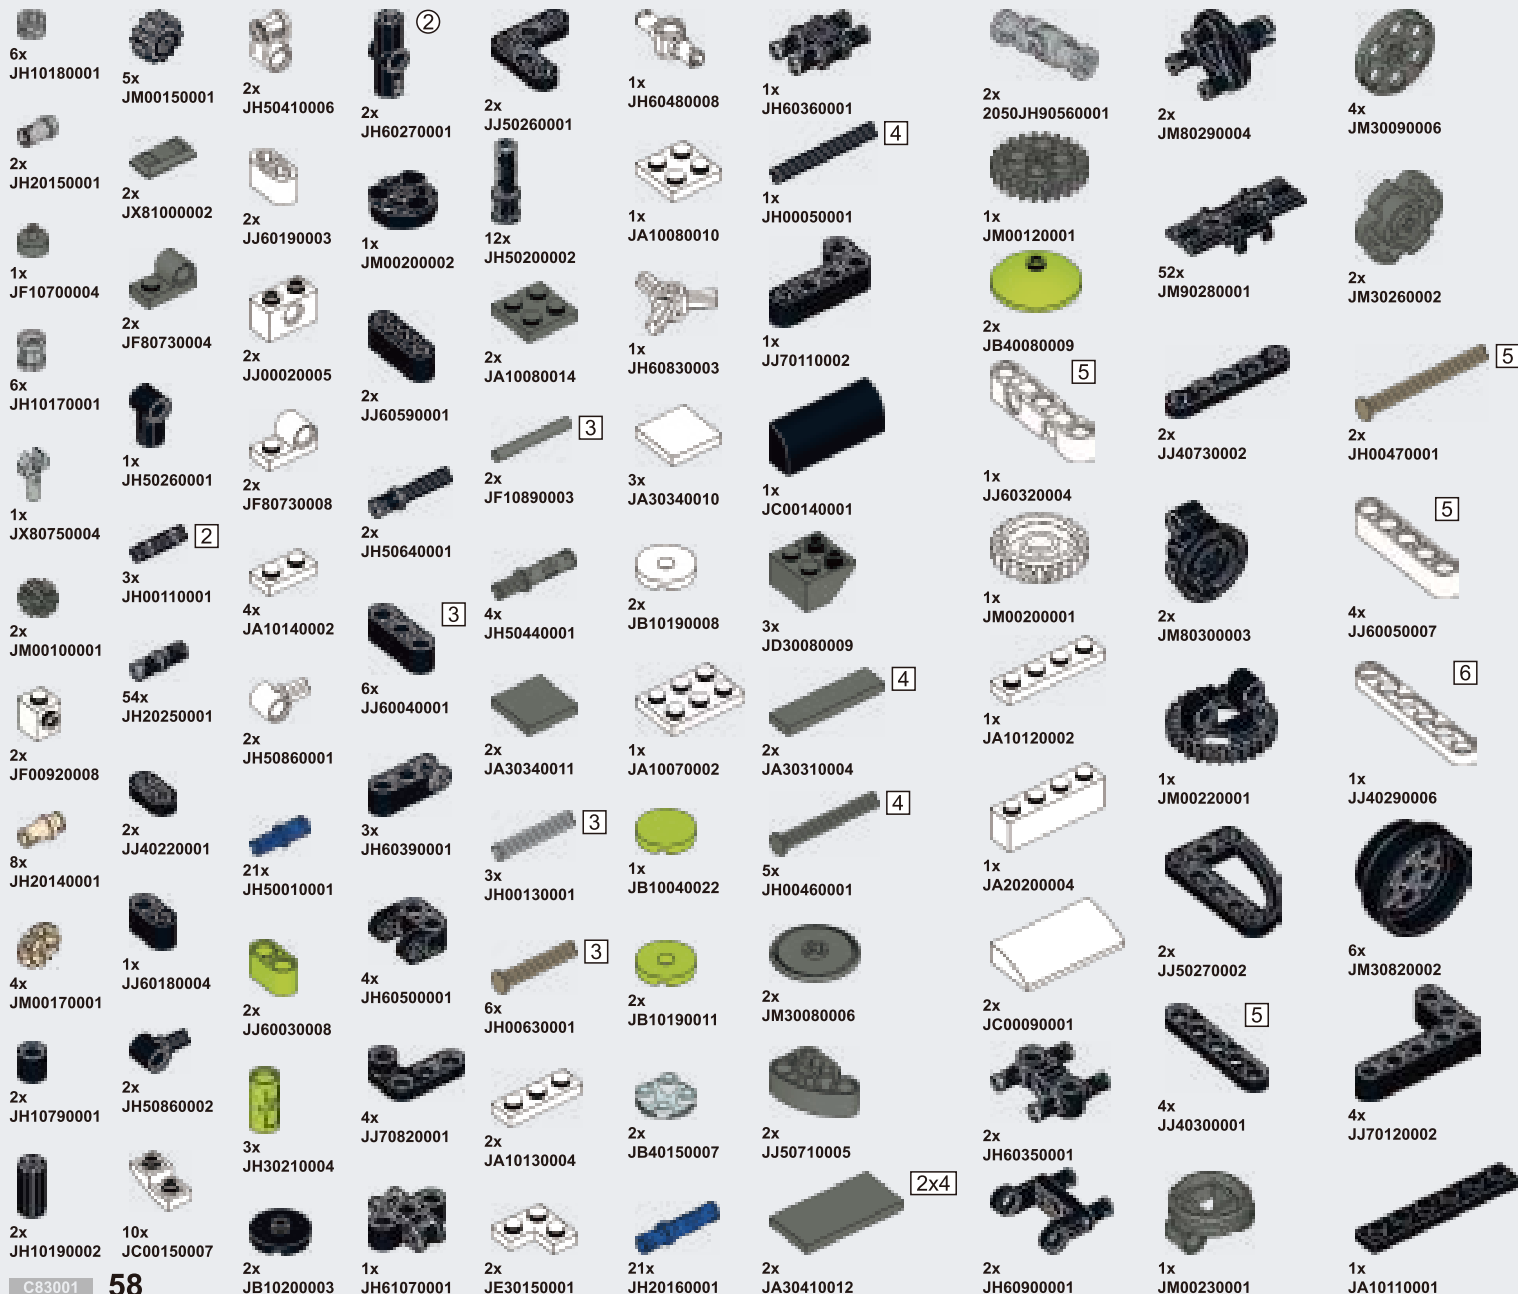 6x
JH10180001
2x
JH20150001
1x
JF10700004
6x
JH10170001
1x
JX80750004
2x
JM00100001
2x
JF00920008
8x
JH20140001
4x
JM00170001
2x
JH10790001
2x
JH10190002
5x
JM00150001
2x
JX81000002
2x
JF80730004
1x
JH50260001
2
3x
JH00110001
54x
JH20250001
2x
JJ40220001
1x
JJ60180004
2x
JH50860002
10x
JC00150007
2x
JH50410006
2x
JJ60190003
2x
JJ00020005
2x
JF80730008
4x
JA10140002
2x
JH50860001
21x
JH50010001
2x
JJ60030008
3x
JH30210004
2x
JB10200003
2
2x
JH60270001
1x
JM00200002
2x
JJ60590001
2x
JH50640001
3
6x
JJ60040001
3x
JH60390001
4x
JH60500001
4x
JJ70820001
1x
JH61070001
2x
JJ50260001
12x
JH50200002
2x
JA10080014
3
2x
JF10890003
4x
JH50440001
2x
JA30340011
3
3x
JH00130001
3
6x
JH00630001
2x
JA10130004
2x
JE30150001
1x
JH60480008
1x
JA10080010
1x
JH60830003
3x
JA30340010
2x
JB10190008
1x
JA10070002
1x
JB10040022
2x
JB10190011
2x
JB40150007
21x
JH20160001
1x
JH60360001
4
1x
JH00050001
1x
JJ70110002
1x
JC00140001
3x
JD30080009
4
2x
JA30310004
4
5x
JH00460001
2x
JM30080006
2x
JJ50710005
2x4
2x
JA30410012
2x
2050JH90560001
1x
JM00120001
2x
JB40080009
5
1x
JJ60320004
1x
JM00200001
1x
JA10120002
1x
JA20200004
2x
JC00090001
2x
JH60350001
2x
JH60900001
2x
JM80290004
52x
JM90280001
2x
JJ40730002
2x
JM80300003
1x
JM00220001
2x
JJ50270002
5
4x
JJ40300001
1x
JM00230001
4x
JM30090006
2x
JM30260002
5
2x
JH00470001
5
4x
JJ60050007
6
1x
JJ40290006
6x
JM30820002
4x
JJ70120002
1x
JA10110001
C83001
58